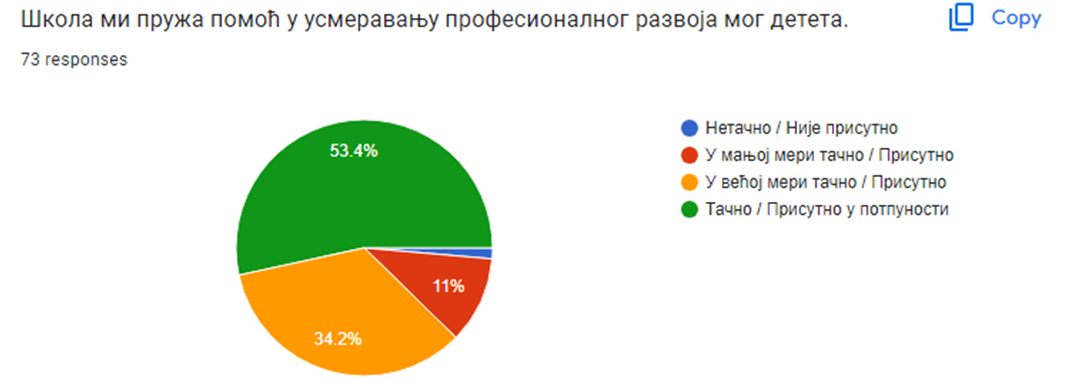 Школа ми пружа помоћ у усмеравању професионалног развоја мог детета.
Copy
73 responses
53.4%
34.2%
11%
Нетачно / Није присутно
У мањој мери тачно / Присутно
У већој мери тачно / Присутно
Тачно / Присутно у потпуности